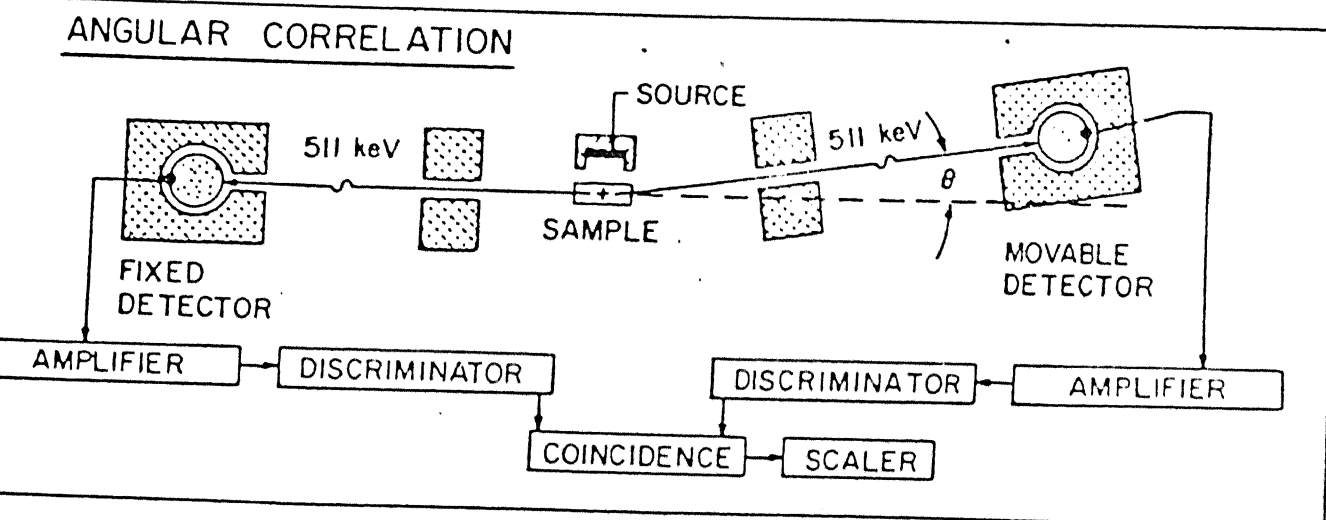 ANGULAR CORRELATION
SOURCE
511 keV
511 keV
θ
SAMPLE
FIXED
DETECTOR
MOVABLE
DETECTOR
AMPLIFIER
DISCRIMINATOR
DISCRIMINATOR
AMPLIFIER
COINCIDENCE
SCALER